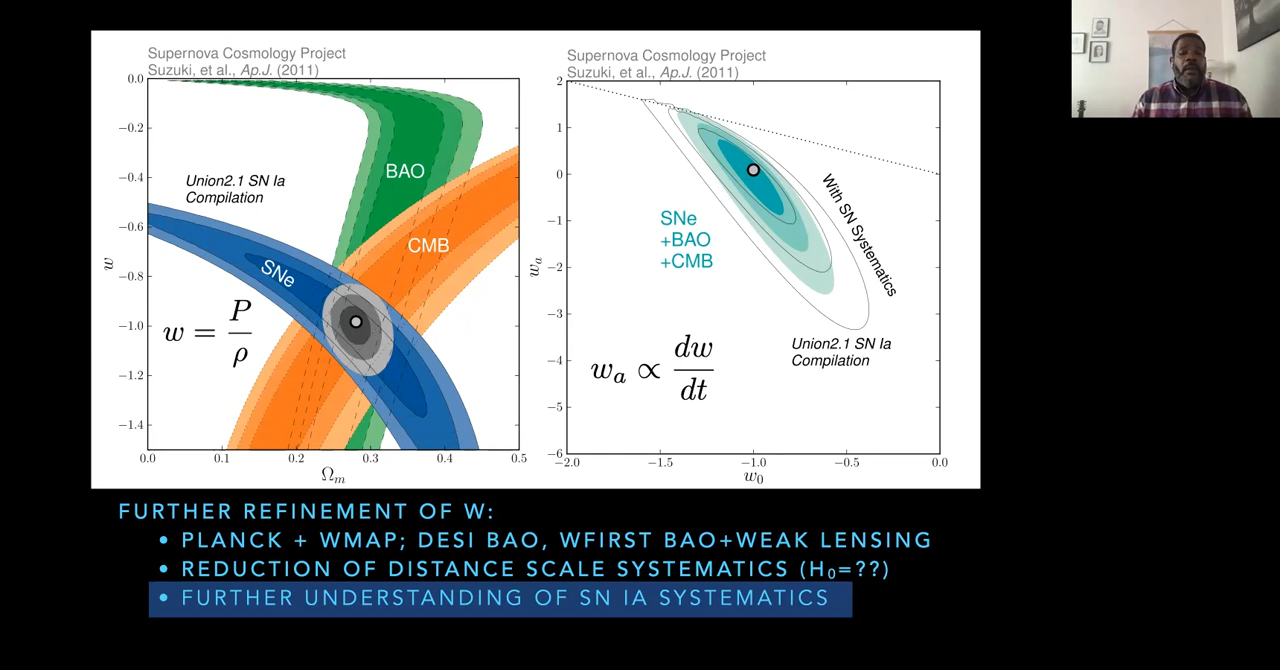 Supernova Cosmology Project
Suzuki, et al., Ap.J. (2011)
0.0
−0.2
−0.4
−0.6
−0.8
−1.0
−1.2
−1.4
w
0.0 0.1 0.2 0.3 0.4 0.5
Ωₘ
Union2.1 SN Ia
Compilation
BAO
CMB
SNe
w = P/ρ
Supernova Cosmology Project
Suzuki, et al., Ap.J. (2011)
2
1
0
−1
−2
−3
−4
−5
−6
wₐ
−2.0 −1.5 −1.0 −0.5 0.0
w₀
With SN Systematics
SNe
+BAO
+CMB
Union2.1 SN Ia
Compilation
wₐ ∝ dw/dt
FURTHER REFINEMENT OF W:
• PLANCK + WMAP; DESI BAO, WFIRST BAO+WEAK LENSING
• REDUCTION OF DISTANCE SCALE SYSTEMATICS (H₀=??)
• FURTHER UNDERSTANDING OF SN IA SYSTEMATICS